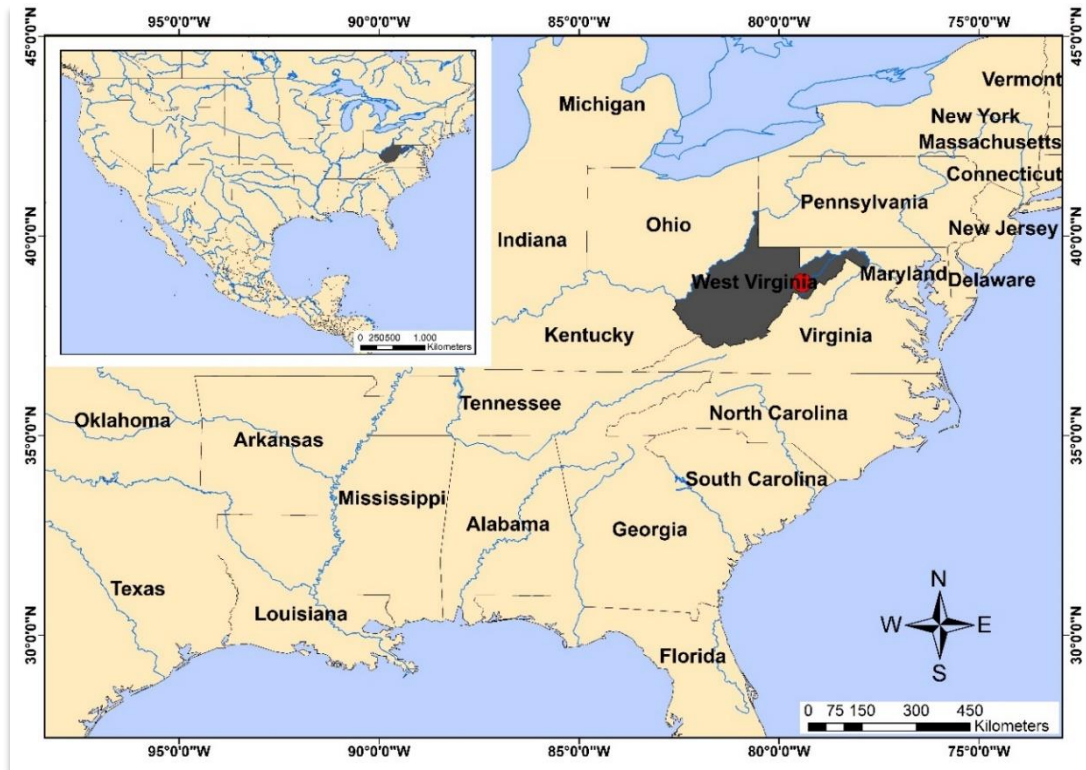 95°0'0"W 90°0'0"W 85°0'0"W 80°0'0"W 75°0'0"W
45°0'0"N
45°0'0"N
Vermont
Michigan
New York
Massachusetts
Connecticut
Pennsylvania
Ohio
New Jersey
Indiana
40°0'0"N
40°0'0"N
Maryland
West Virginia
Delaware
0 250500 1.000
Kilometers
Kentucky
Virginia
Tennessee
North Carolina
Oklahoma
Arkansas
35°0'0"N
35°0'0"N
South Carolina
Mississippi
Alabama
Georgia
Texas
Louisiana
N
W E
S
30°0'0"N
30°0'0"N
Florida
0 75 150 300 450
Kilometers
95°0'0"W 90°0'0"W 85°0'0"W 80°0'0"W 75°0'0"W